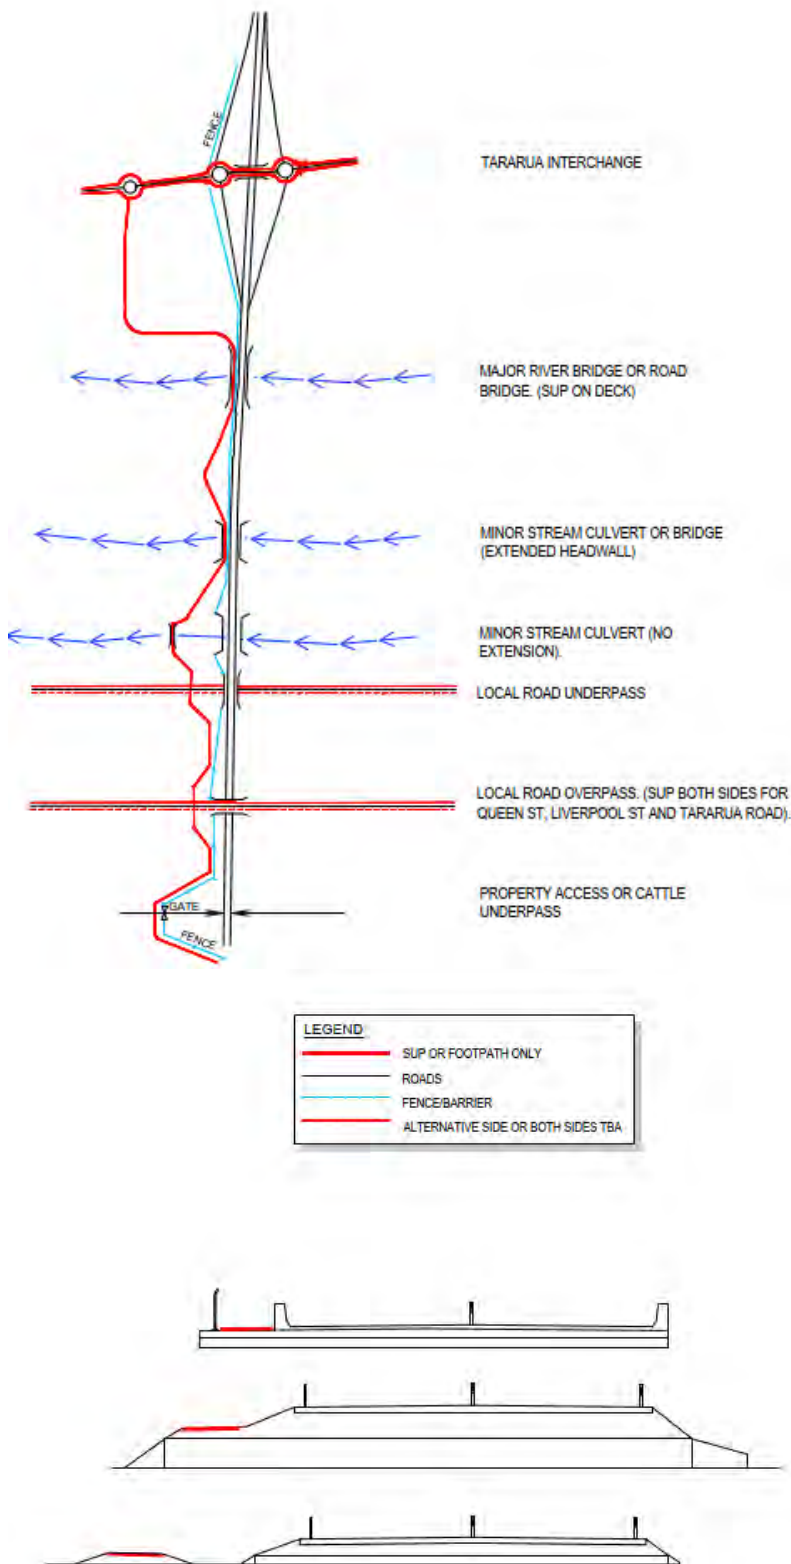 FENCE
TARARUA INTERCHANGE
MAJOR RIVER BRIDGE OR ROAD
BRIDGE. (SUP ON DECK)
MINOR STREAM CULVERT OR BRIDGE
(EXTENDED HEADWALL)
MINOR STREAM CULVERT (NO
EXTENSION).
LOCAL ROAD UNDERPASS
LOCAL ROAD OVERPASS. (SUP BOTH SIDES FOR
QUEEN ST, LIVERPOOL ST AND TARARUA ROAD).
PROPERTY ACCESS OR CATTLE
UNDERPASS
GATE
FENCE
LEGEND
SUP OR FOOTPATH ONLY
ROADS
FENCE/BARRIER
ALTERNATIVE SIDE OR BOTH SIDES TBA